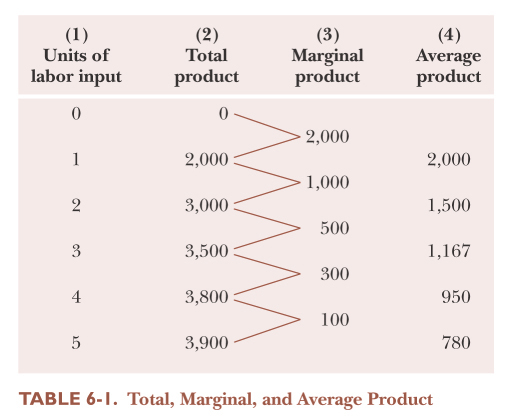 (1) (2) (3) (4)
Units of Total Marginal Average
labor input product product product
0 0
2,000
1 2,000 2,000
1,000
2 3,000 1,500
500
3 3,500 1,167
300
4 3,800 950
100
5 3,900 780
TABLE 6-1. Total, Marginal, and Average Product